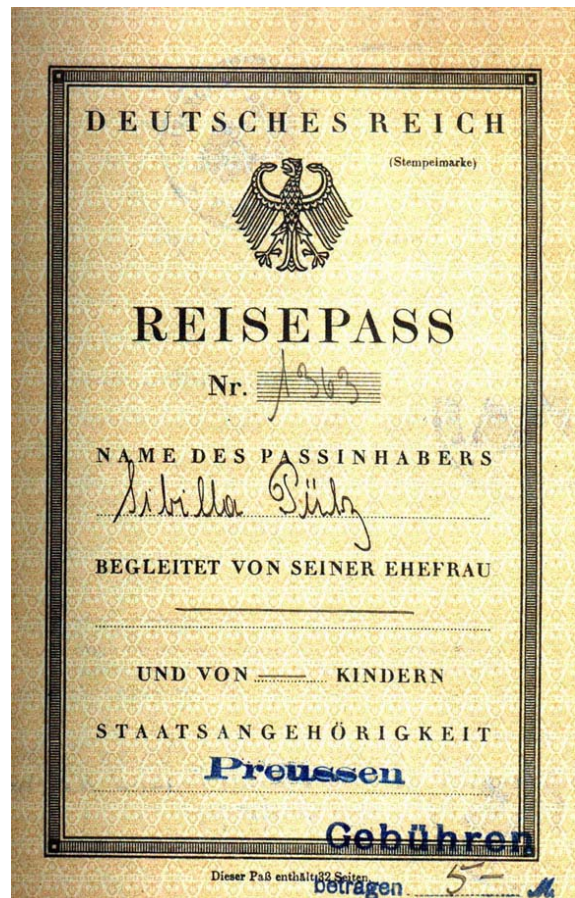 DEUTSCHES REICH
(Stempelmarke)
REISEPASS
Nr. 1363
NAME DES PASSINHABERS
Sibilla Pütz
BEGLEITET VON SEINER EHEFRAU
UND VON KINDERN
STAATSANGEHÖRIGKEIT
Preussen
Gebühren
Dieser Paß enthält 32 Seiten
betragen 5 M.